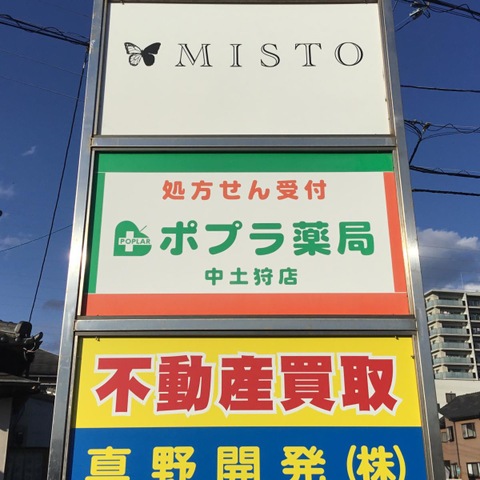 MISTO
処方せん受付
POPLAR
ポプラ薬局
中土狩店
不動産買取
真野開発(株)